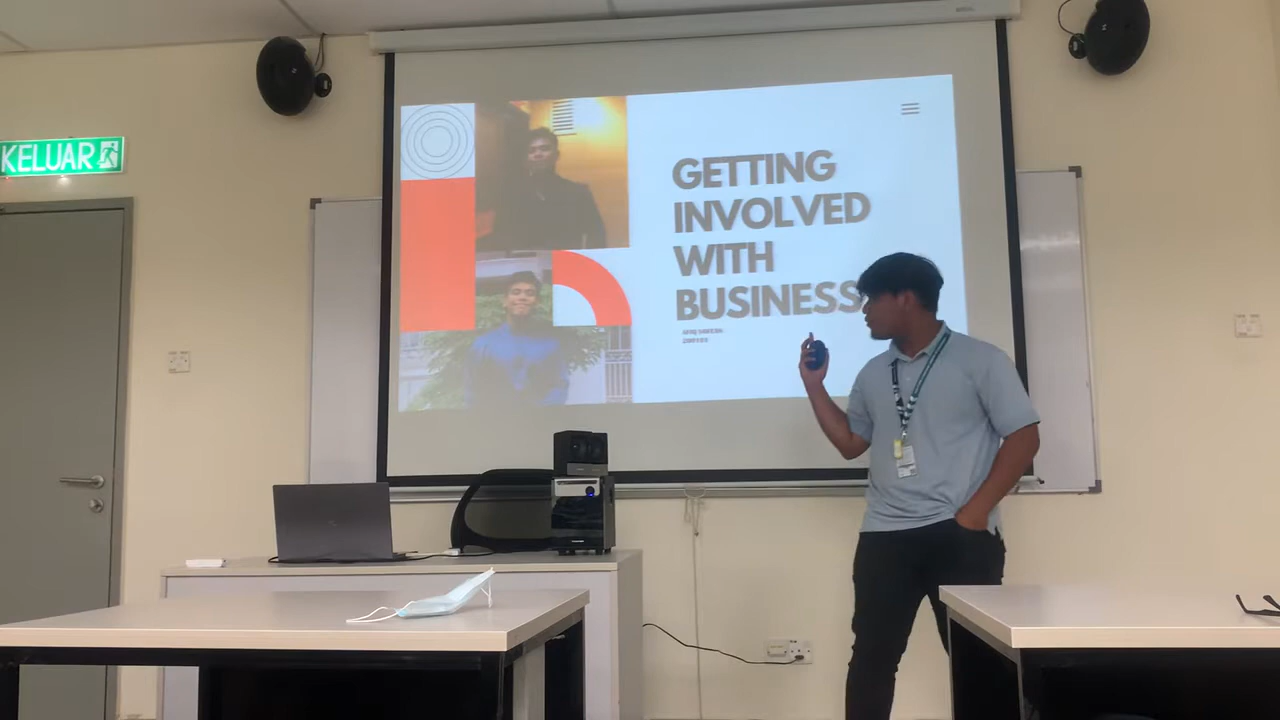 KELUAR
GETTING
INVOLVED
WITH
BUSINESS